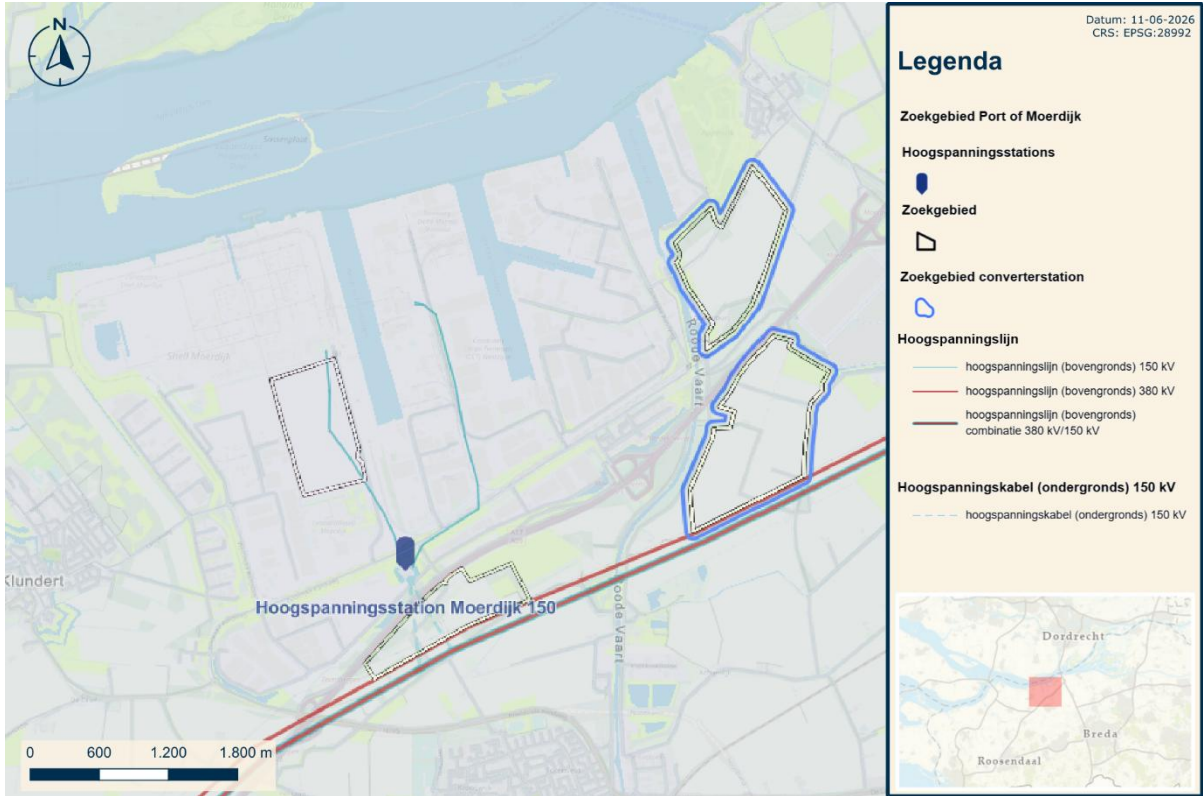 N
Shell Moerdijk
Roode Vaart
Klundert
Hoogspanningsstation Moerdijk 150
Roode Vaart
0 600 1.200 1.800 m
Datum: 11-06-2026
CRS: EPSG:28992
Legenda
Zoekgebied Port of Moerdijk
Hoogspanningsstations
Zoekgebied
Zoekgebied converterstation
Hoogspanningslijn
hoogspanningslijn (bovengronds) 150 kV
hoogspanningslijn (bovengronds) 380 kV
hoogspanningslijn (bovengronds)
combinatie 380 kV/150 kV
Hoogspanningskabel (ondergronds) 150 kV
hoogspanningskabel (ondergronds) 150 kV
Dordrecht
Breda
Roosendaal